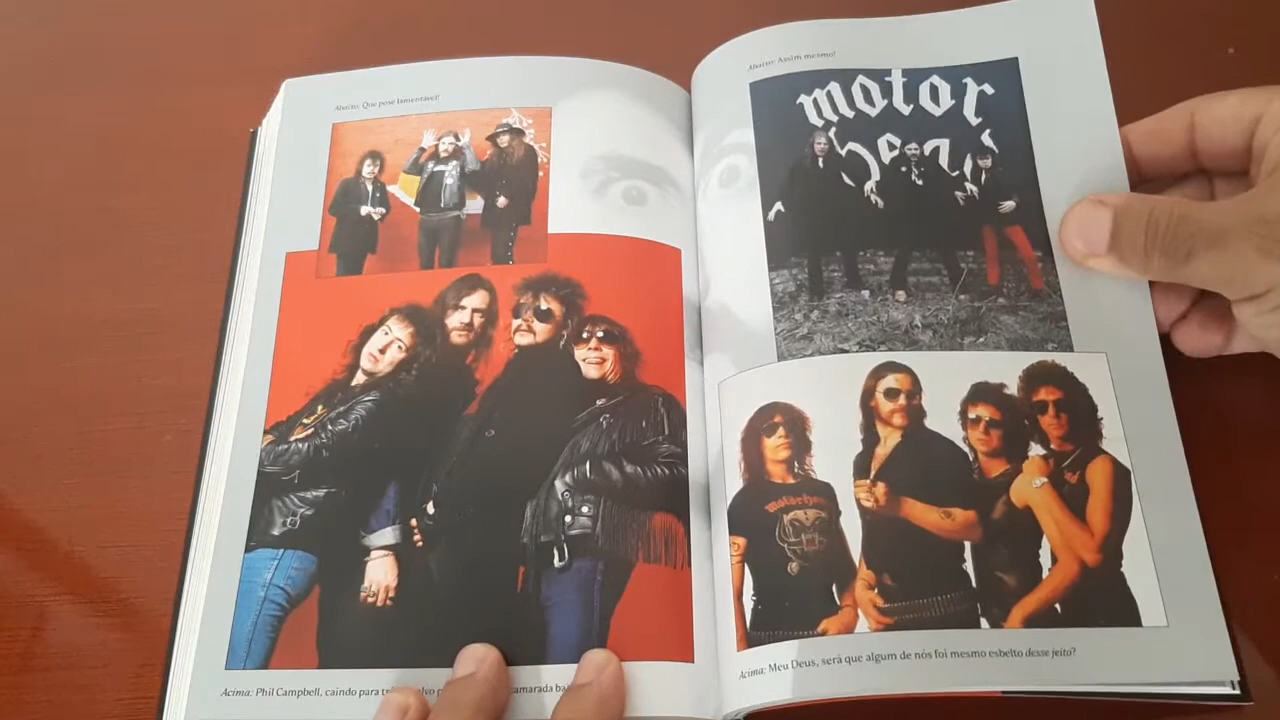 Abaixo: Que pose lamentável!
Acima: Phil Campbell, caindo para camarada
Abaixo: Assim mesmo!
motör
motörhead
Acima: Meu Deus, será que algum de nós foi mesmo esbelto desse jeito?